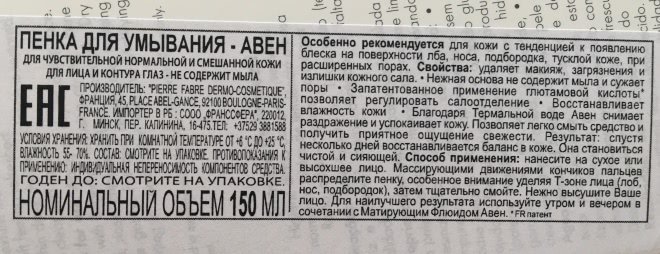 ПЕНКА ДЛЯ УМЫВАНИЯ - АВЕН
ДЛЯ ЧУВСТВИТЕЛЬНОЙ НОРМАЛЬНОЙ И СМЕШАННОЙ КОЖИ
ДЛЯ ЛИЦА И КОНТУРА ГЛАЗ - НЕ СОДЕРЖИТ МЫЛА
EAC
ПРОИЗВОДИТЕЛЬ: "PIERRE FABRE DERMO-COSMETIQUE",
ФРАНЦИЯ, 45, PLACE ABEL-GANCE, 92100 BOULOGNE-PARIS-
FRANCE. ИМПОРТЕР В РБ : СООО „ФРАНССФЕРА", 220012,
Г. МИНСК, ПЕР. КАЛИНИНА, 16-475.ТЕЛ: +37529 3881588
УСЛОВИЯ ХРАНЕНИЯ: ХРАНИТЬ ПРИ КОМНАТНОЙ ТЕМПЕРАТУРЕ ОТ +6 °С ДО +25 °С,
ВЛАЖНОСТЬ 55- 70%. СОСТАВ: СМОТРИТЕ НА УПАКОВКЕ. ПРОТИВОПОКАЗАНИЯ К
ПРИМЕНЕНИЮ: ИНДИВИДУАЛЬНАЯ НЕПЕРЕНОСИМОСТЬ КОМПОНЕНТОВ СРЕДСТВА.
ГОДЕН ДО: СМОТРИТЕ НА УПАКОВКЕ.
НОМИНАЛЬНЫЙ ОБЪЕМ 150 МЛ
Особенно рекомендуется для кожи с тенденцией к появлению
блеска на поверхности лба, носа, подбородка, тусклой кожи, при
расширенных порах. Свойства: удаляет макияж, загрязнения и
излишки кожного сала. • Нежная основа не содержит мыла и сужает
поры • Запатентованное производное глютамовой кислоты*
позволяет регулировать салоотделение • Восстанавливает
влажность кожи • Благодаря Термальной воде Авен снимает
раздражение и успокаивает кожу. Позволяет легко смыть средство и
получить приятное ощущение свежести. Результат: спустя
несколько дней восстанавливается баланс в коже. Она становиться
чистой и сияющей. Способ применения: нанесите на сухое или
высохшее лицо. Массирующими движениями кончиков пальцев
распределите пенку, особенное внимание уделяя Т-зоне лица (лоб,
нос, подбородок), затем тщательно смойте. Нежно высушите Ваше
лицо. Для наилучшего результата используйте утром и вечером в
сочетании с Матирующим Флюидом Авен. *FR патент